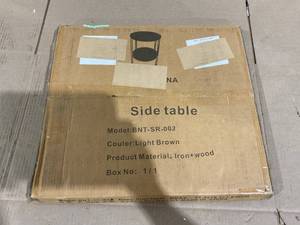 Side table
Model:BNT-SR-002
Couler:Light Brown
Product Material: Iron+wood
Box No: 1/1